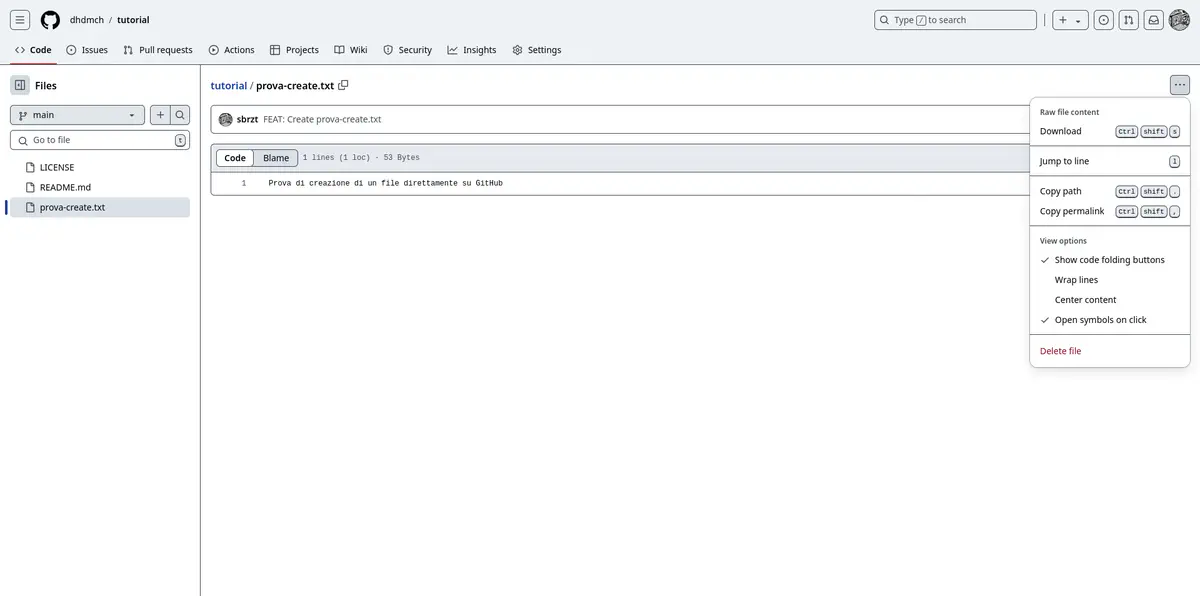 dhdmch / tutorial
Type / to search
Code
Issues
Pull requests
Actions
Projects
Wiki
Security
Insights
Settings
Files
main
Go to file
t
LICENSE
README.md
prova-create.txt
tutorial / prova-create.txt
sbrzt FEAT: Create prova-create.txt
Code Blame 1 lines (1 loc) · 53 Bytes
1 Prova di creazione di un file direttamente su GitHub
Raw file content
Download Ctrl shift s
Jump to line l
Copy path Ctrl shift .
Copy permalink Ctrl shift ,
View options
Show code folding buttons
Wrap lines
Center content
Open symbols on click
Delete file